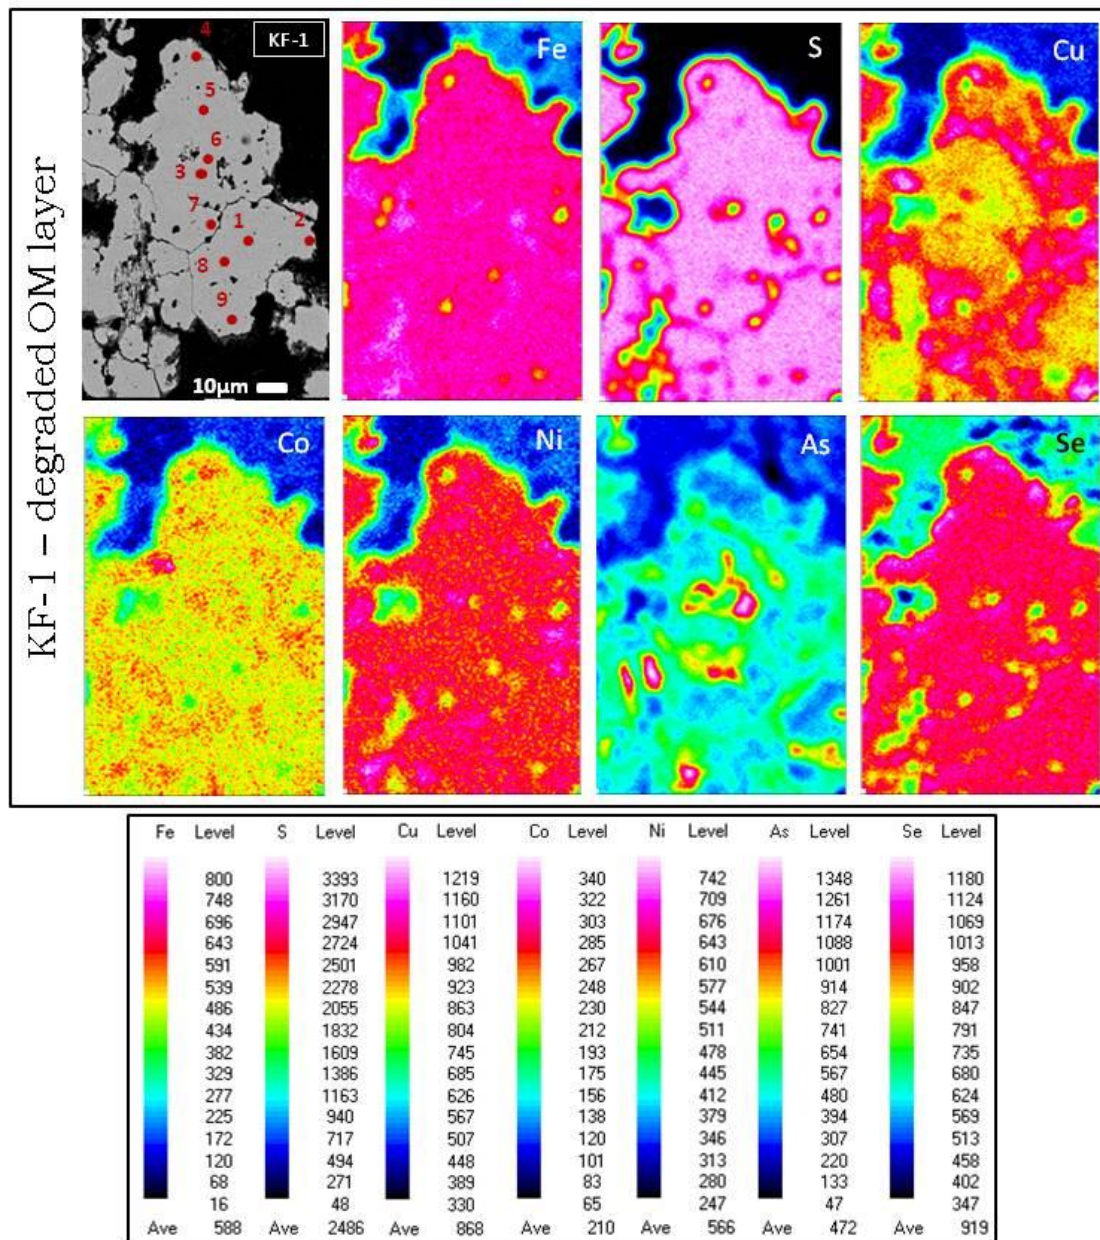 KF-1 – degraded OM layer
KF-1
4
5
6
3
7
1
2
8
9
10µm
Fe
S
Cu
Co
Ni
As
Se
Fe Level S Level Cu Level Co Level Ni Level As Level Se Level
800 3393 1219 340 742 1348 1180
748 3170 1160 322 709 1261 1124
696 2947 1101 303 676 1174 1069
643 2724 1041 285 643 1088 1013
591 2501 982 267 610 1001 958
539 2278 923 248 577 914 902
486 2055 863 230 544 827 847
434 1832 804 212 511 741 791
382 1609 745 193 478 654 735
329 1386 685 175 445 567 680
277 1163 626 156 412 480 624
225 940 567 138 379 394 569
172 717 507 120 346 307 513
120 494 448 101 313 220 458
68 271 389 83 280 133 402
16 48 330 65 247 47 347
Ave 588 Ave 2486 Ave 868 Ave 210 Ave 566 Ave 472 Ave 919